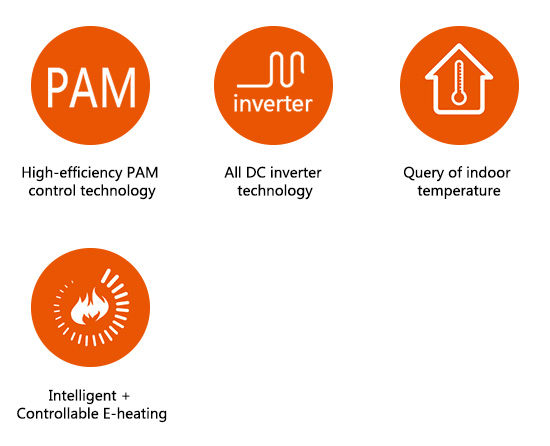 PAM
High-efficiency PAM
control technology
inverter
All DC inverter
technology
Query of indoor
temperature
Intelligent +
Controllable E-heating